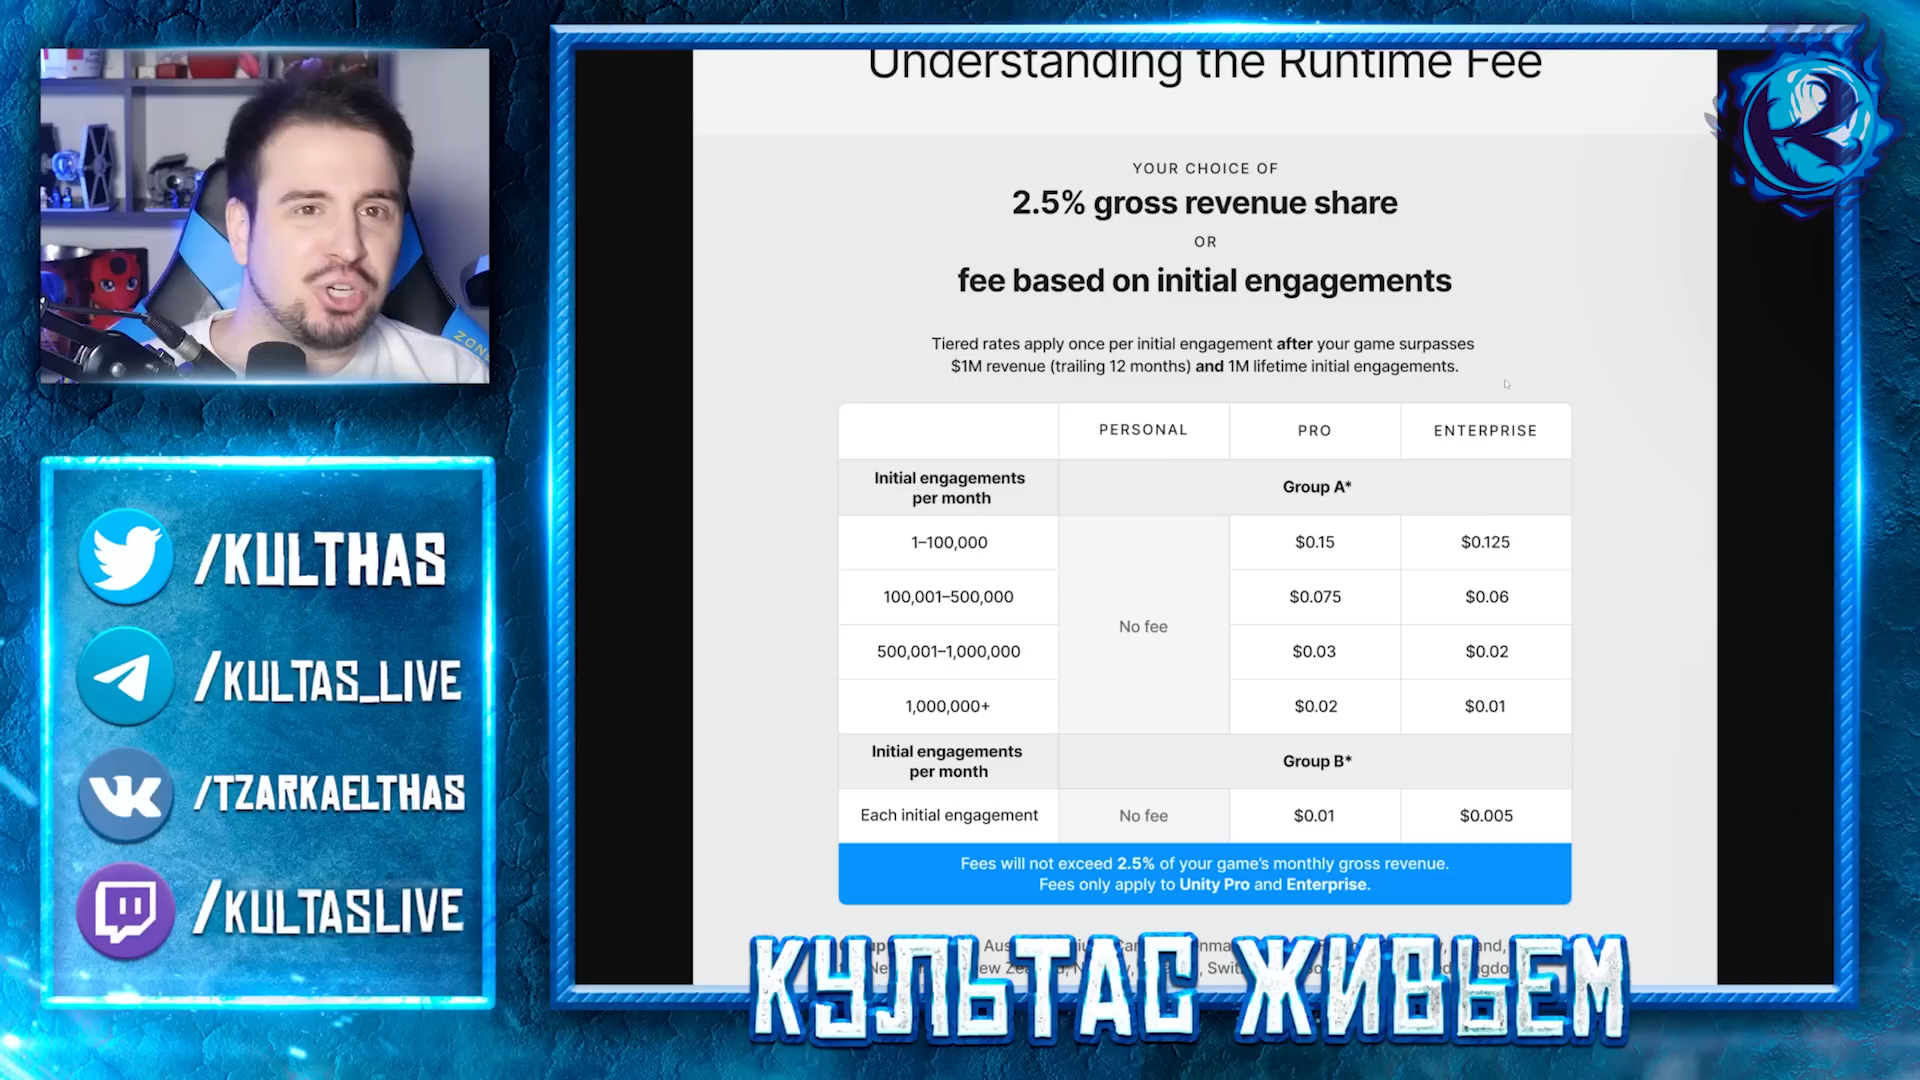 Understanding the Runtime Fee
YOUR CHOICE OF
2.5% gross revenue share
OR
fee based on initial engagements
Tiered rates apply once per initial engagement after your game surpasses
$1M revenue (trailing 12 months) and 1M lifetime initial engagements.
PERSONAL PRO ENTERPRISE
Initial engagements
per month
Group A*
1–100,000 $0.15 $0.125
100,001–500,000 $0.075 $0.06
No fee
500,001–1,000,000 $0.03 $0.02
1,000,000+ $0.02 $0.01
Initial engagements
per month
Group B*
Each initial engagement No fee $0.01 $0.005
Fees will not exceed 2.5% of your game's monthly gross revenue.
Fees only apply to Unity Pro and Enterprise.
КУЛЬТАС ЖИВЬЕМ
/KULTHAS
/KULTAS_LIVE
/TZARKAELTHAS
/KULTASLIVE